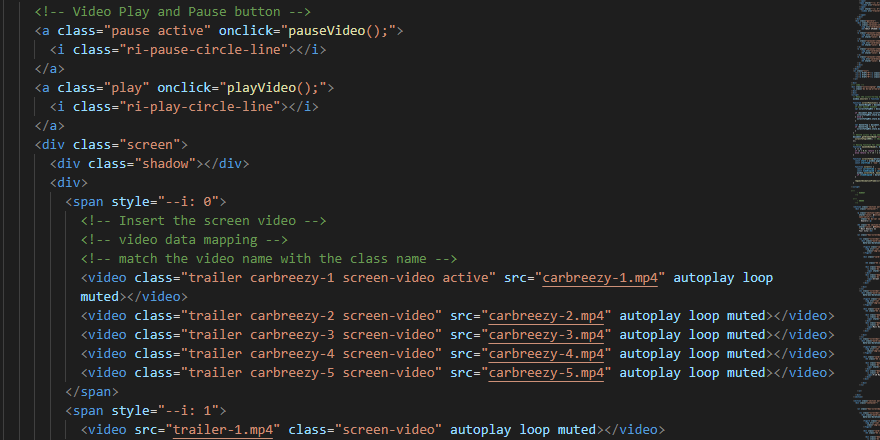 <!-- Video Play and Pause button -->
<a class="pause active" onclick="pauseVideo();">
<i class="ri-pause-circle-line"></i>
</a>
<a class="play" onclick="playVideo();">
<i class="ri-play-circle-line"></i>
</a>
<div class="screen">
<div class="shadow"></div>
<div>
<span style="--i: 0">
<!-- Insert the screen video -->
<!-- video data mapping -->
<!-- match the video name with the class name -->
<video class="trailer carbreezy-1 screen-video active" src="carbreezy-1.mp4" autoplay loop
muted></video>
<video class="trailer carbreezy-2 screen-video" src="carbreezy-2.mp4" autoplay loop muted></video>
<video class="trailer carbreezy-3 screen-video" src="carbreezy-3.mp4" autoplay loop muted></video>
<video class="trailer carbreezy-4 screen-video" src="carbreezy-4.mp4" autoplay loop muted></video>
<video class="trailer carbreezy-5 screen-video" src="carbreezy-5.mp4" autoplay loop muted></video>
</span>
<span style="--i: 1">
<video src="trailer-1.mp4" class="screen-video" autoplay loop muted></video>